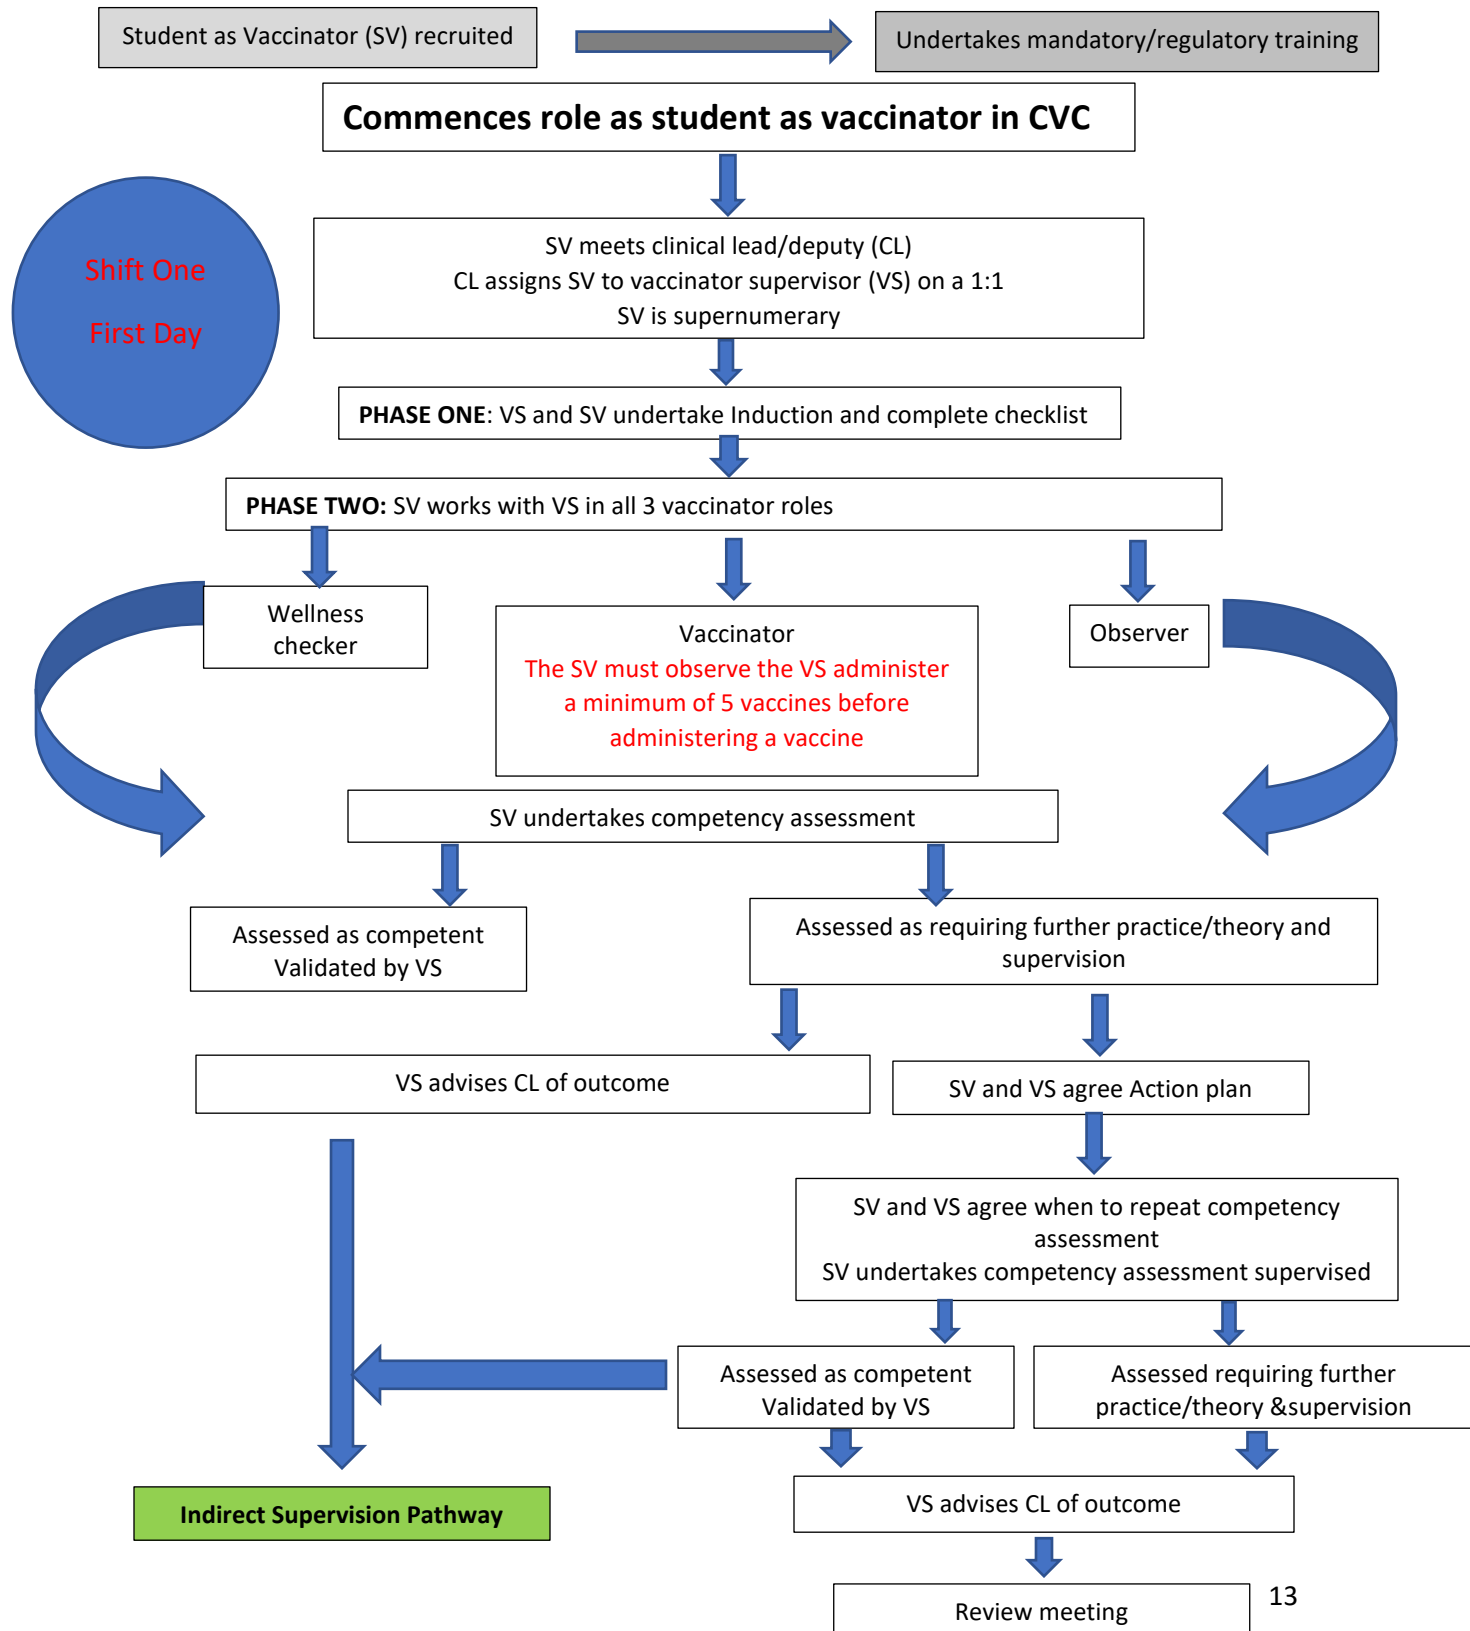 Student as Vaccinator (SV) recruited
Undertakes mandatory/regulatory training
Commences role as student as vaccinator in CVC
Shift One
First Day
SV meets clinical lead/deputy (CL)
CL assigns SV to vaccinator supervisor (VS) on a 1:1
SV is supernumerary
PHASE ONE: VS and SV undertake Induction and complete checklist
PHASE TWO: SV works with VS in all 3 vaccinator roles
Wellness
checker
Vaccinator
The SV must observe the VS administer
a minimum of 5 vaccines before
administering a vaccine
Observer
SV undertakes competency assessment
Assessed as competent
Validated by VS
Assessed as requiring further practice/theory and
supervision
VS advises CL of outcome
SV and VS agree Action plan
SV and VS agree when to repeat competency
assessment
SV undertakes competency assessment supervised
Assessed as competent
Validated by VS
Assessed requiring further
practice/theory &supervision
Indirect Supervision Pathway
VS advises CL of outcome
Review meeting
13